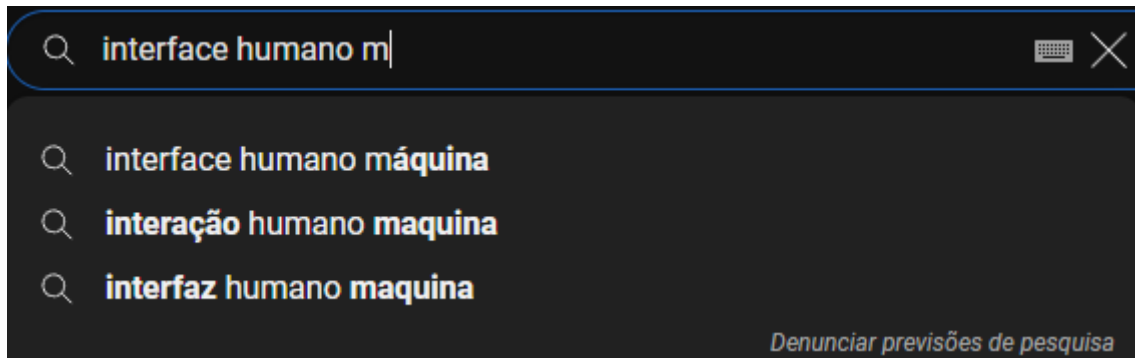 interface humano m
interface humano máquina
interação humano maquina
interfaz humano maquina
Denunciar previsões de pesquisa